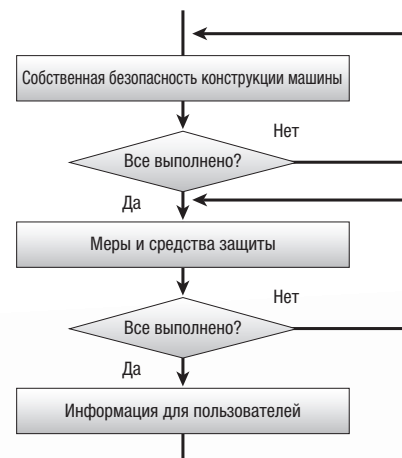 Собственная безопасность конструкции машины
Нет
Все выполнено?
Да
Меры и средства защиты
Нет
Все выполнено?
Да
Информация для пользователей